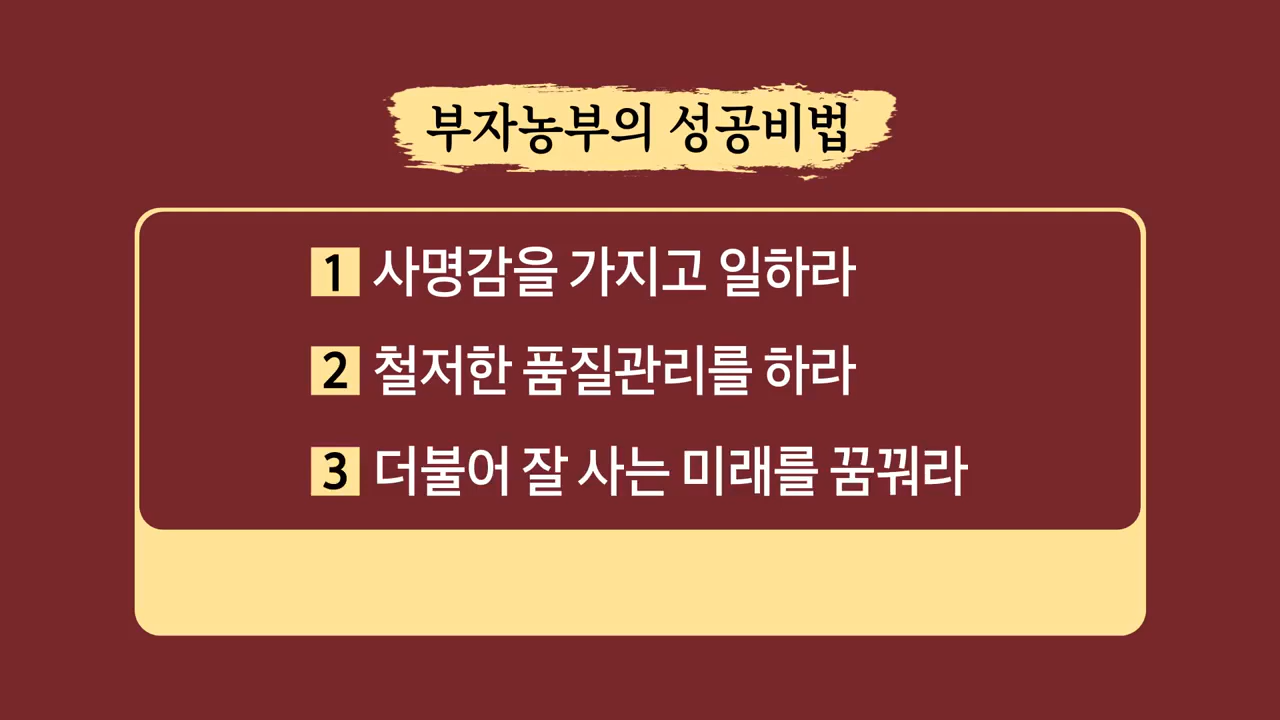 부자농부의 성공비법
1 사명감을 가지고 일하라
2 철저한 품질관리를 하라
3 더불어 잘 사는 미래를 꿈꿔라